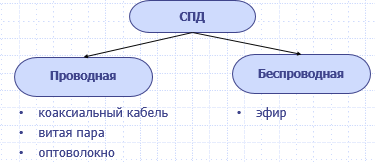 СПД
Проводная
Беспроводная
• коаксиальный кабель
• витая пара
• оптоволокно
• эфир